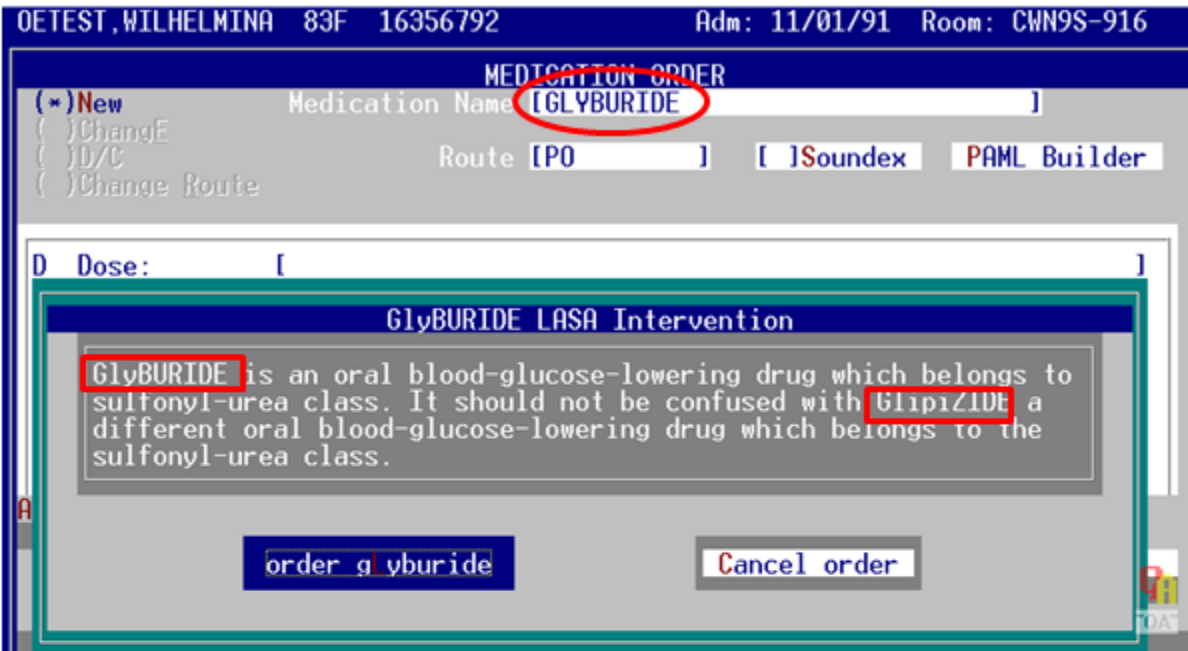 OETEST,WILHELMINA 83F 16356792 Adm: 11/01/91 Room: CWN9S-916
MEDICATION ORDER
(*)New Medication Name [GLYBURIDE ]
( )ChangE
( )D/C Route [PO ] [ ]Soundex PAML Builder
( )Change Route
D Dose: [ ]
GlyBURIDE LASA Intervention
GlyBURIDE is an oral blood-glucose-lowering drug which belongs to
sulfonyl-urea class. It should not be confused with GlipiZIDE a
different oral blood-glucose-lowering drug which belongs to the
sulfonyl-urea class.
A
order gLyburide Cancel order
QA